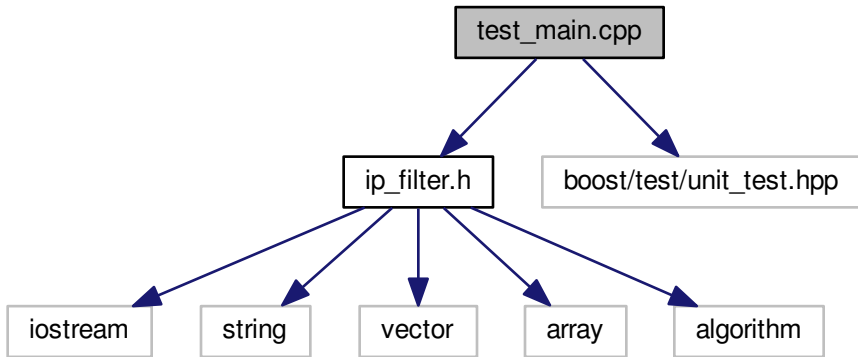 test_main.cpp
ip_filter.h
boost/test/unit_test.hpp
iostream
string
vector
array
algorithm